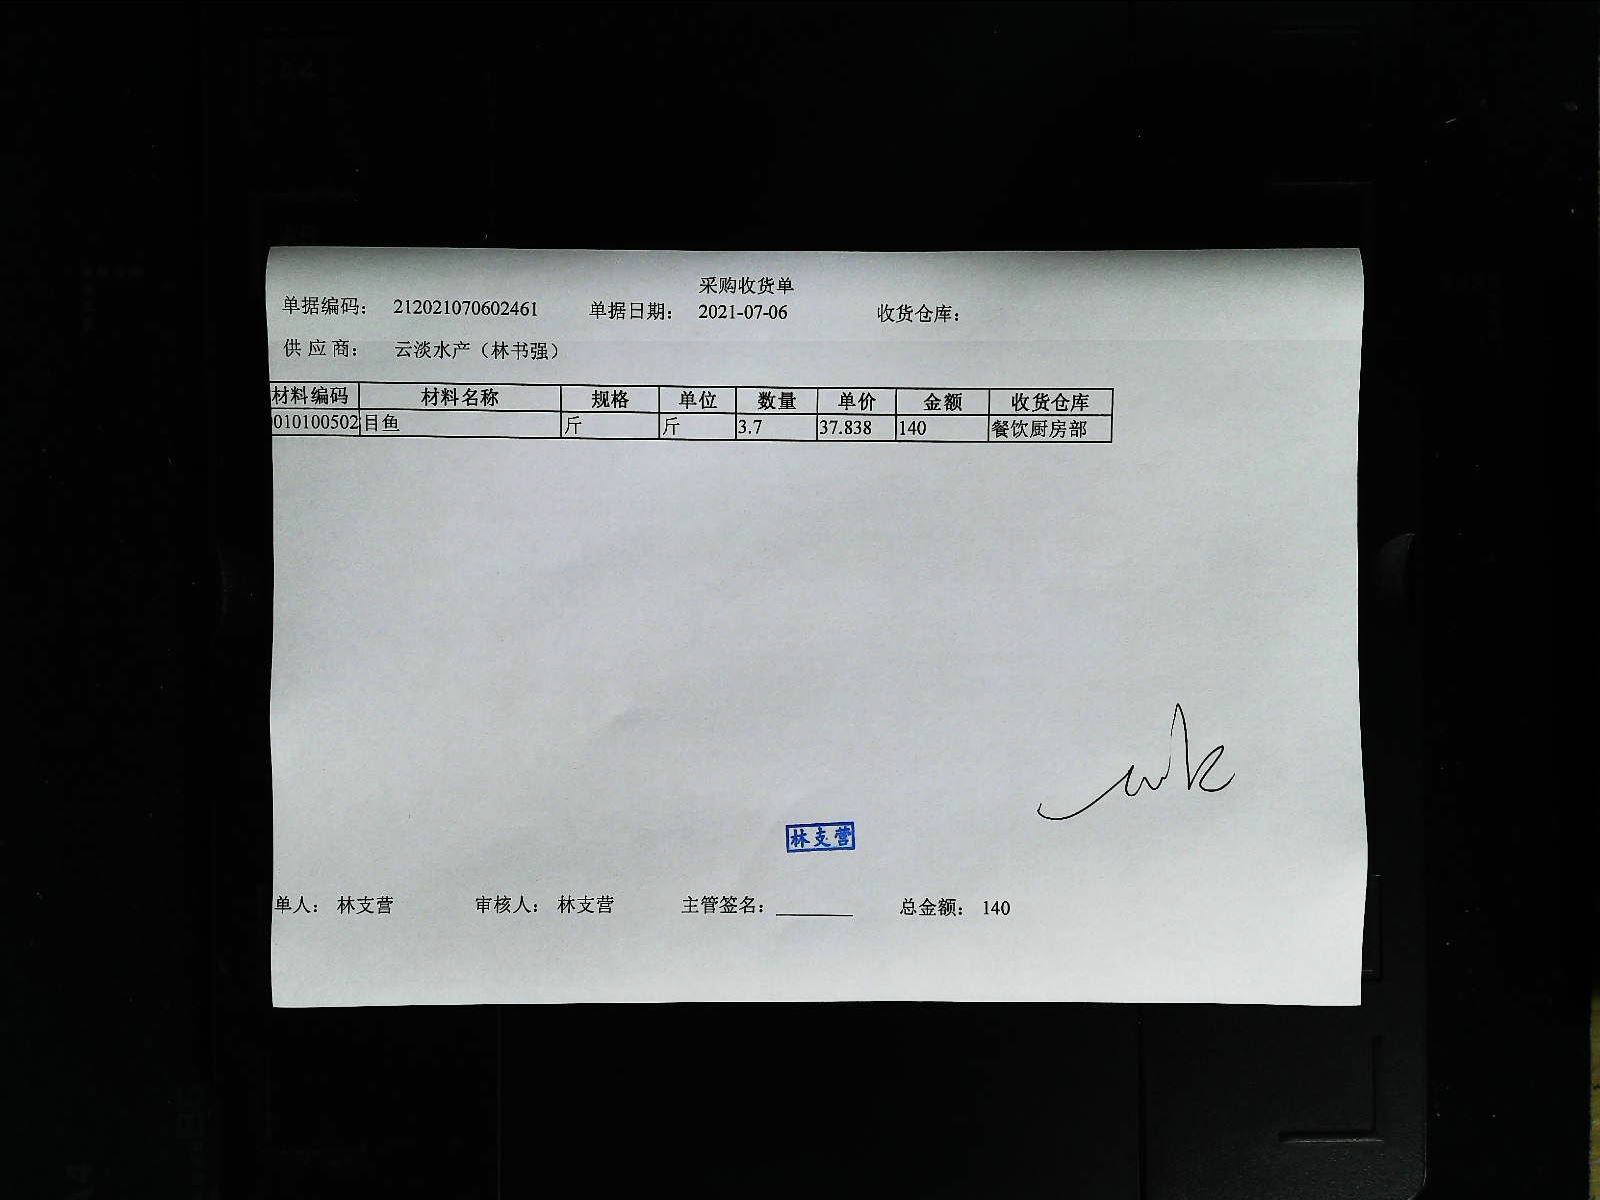 采购收货单
单据编码： 212021070602461 单据日期： 2021-07-06 收货仓库：
供 应 商： 云淡水产（林书强）
材料编码 材料名称 规格 单位 数量 单价 金额 收货仓库
010100502 目鱼 斤 斤 3.7 37.838 140 餐饮厨房部
林支营
单人： 林支营 审核人： 林支营 主管签名： 总金额： 140